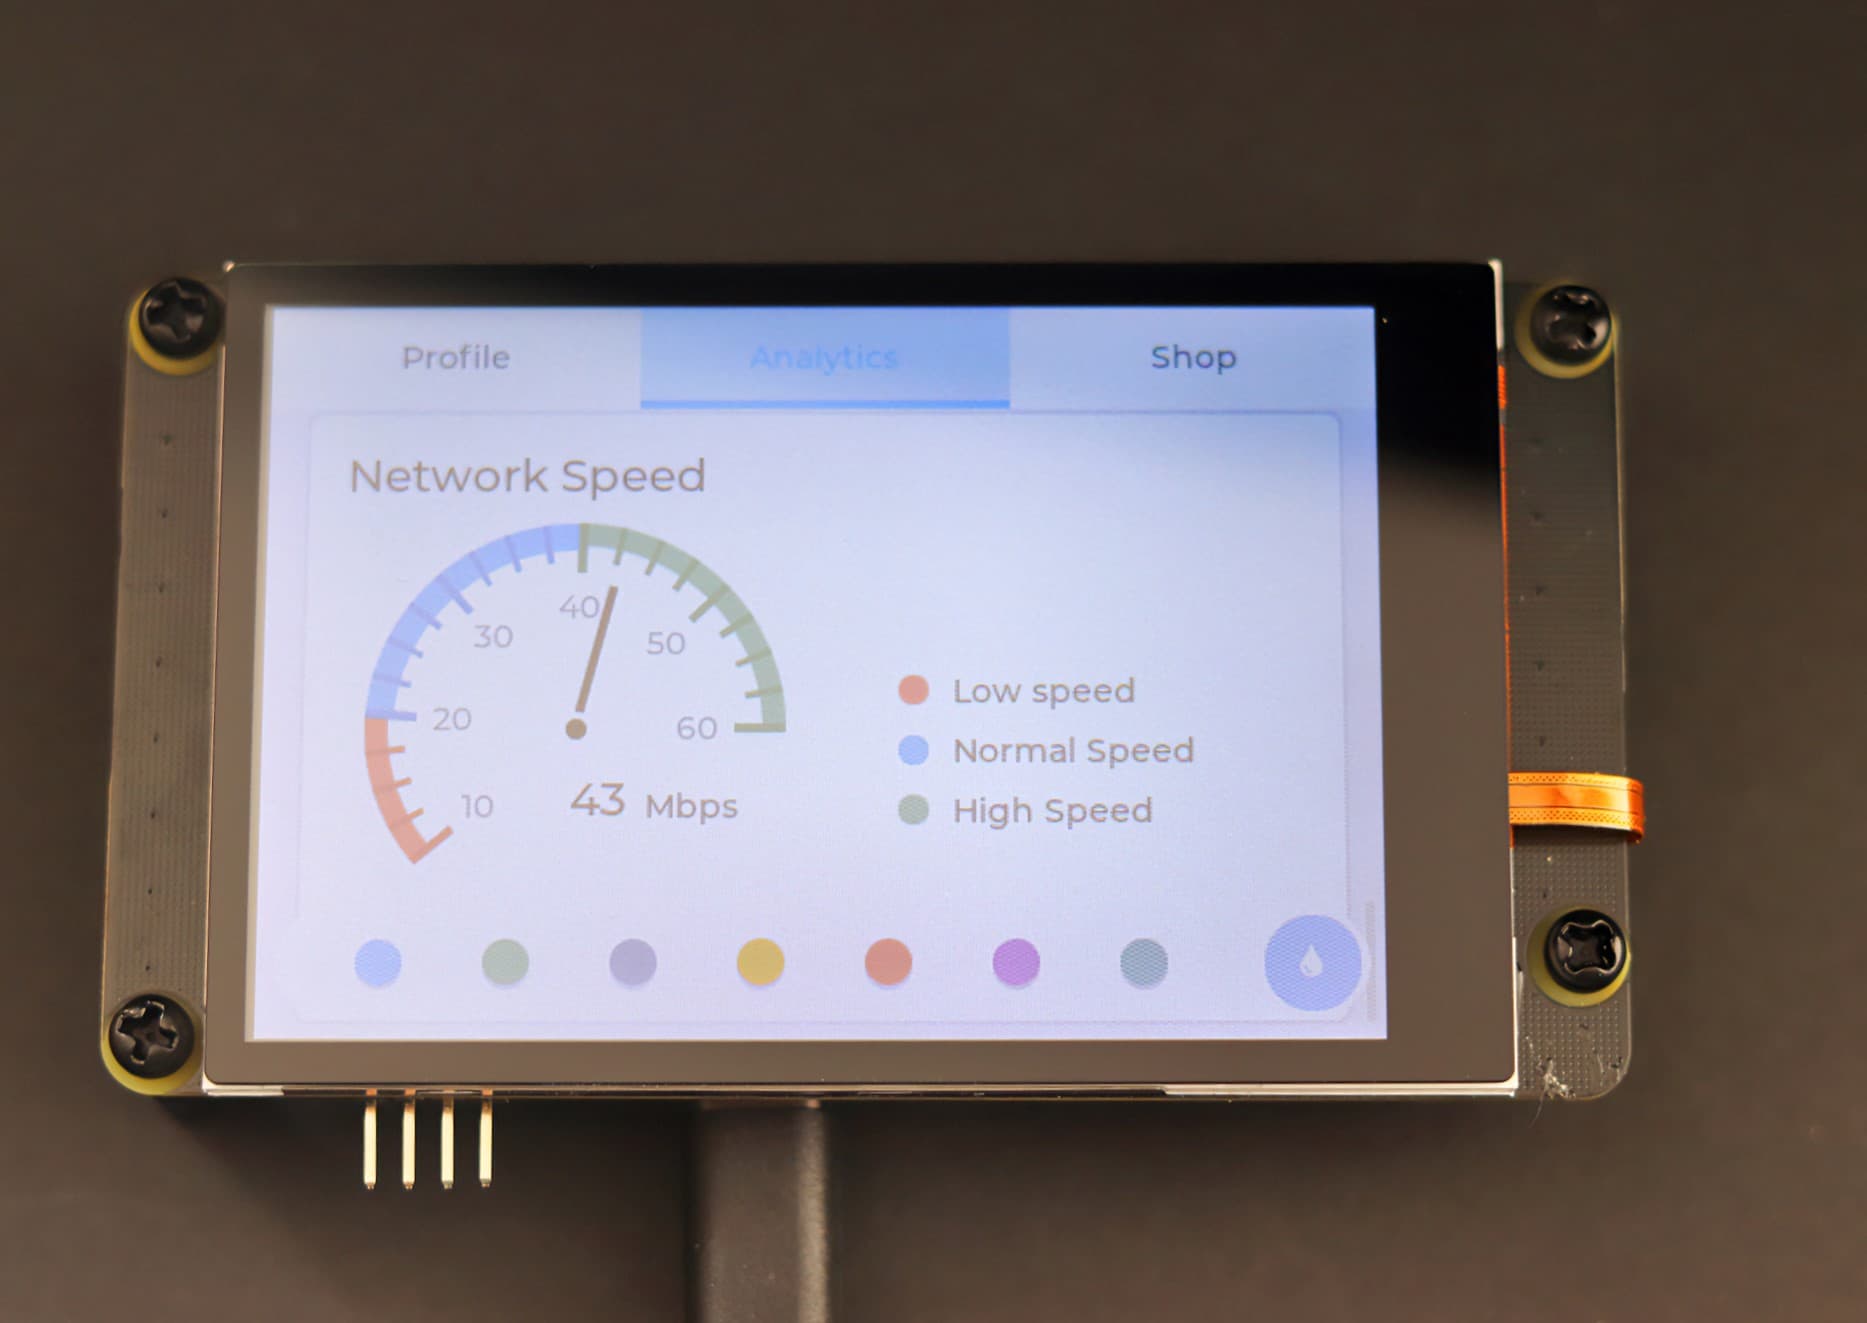 Profile Analytics Shop
Network Speed
40
30
50
20
60
10
43 Mbps
Low speed
Normal Speed
High Speed